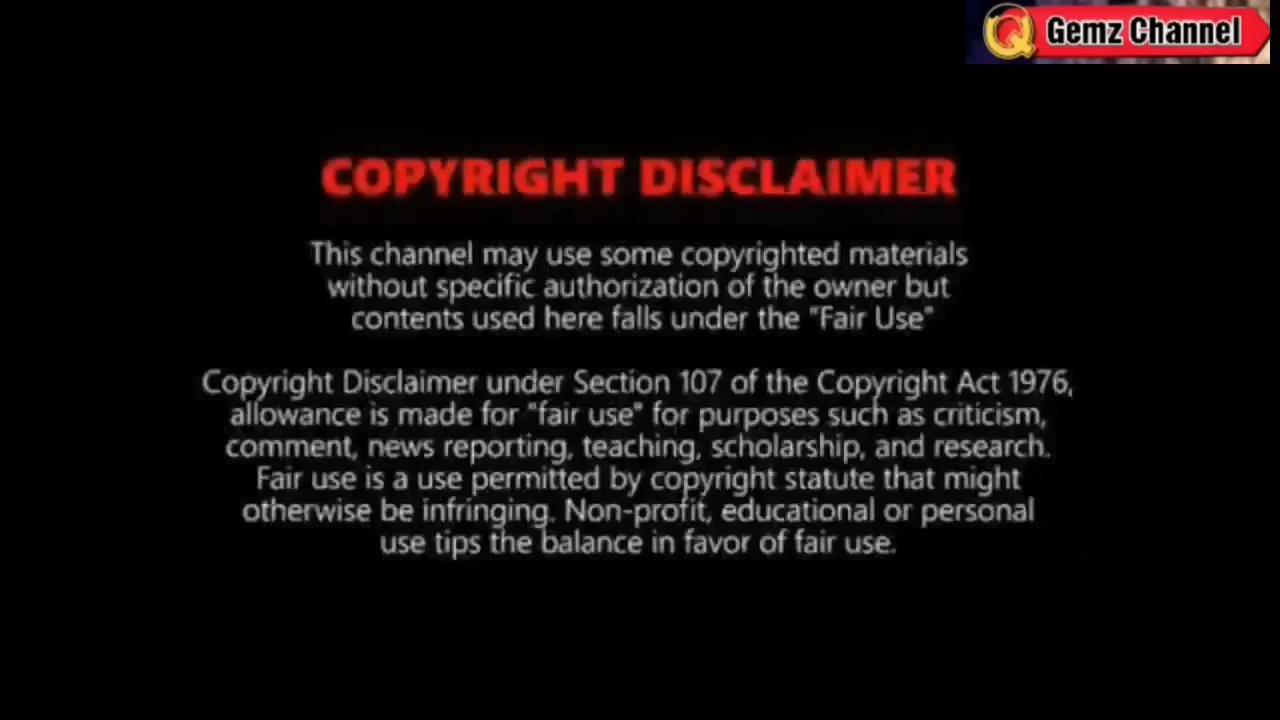 Gemz Channel
COPYRIGHT DISCLAIMER
This channel may use some copyrighted materials
without specific authorization of the owner but
contents used here falls under the "Fair Use"
Copyright Disclaimer under Section 107 of the Copyright Act 1976,
allowance is made for "fair use" for purposes such as criticism,
comment, news reporting, teaching, scholarship, and research.
Fair use is a use permitted by copyright statute that might
otherwise be infringing. Non-profit, educational or personal
use tips the balance in favor of fair use.